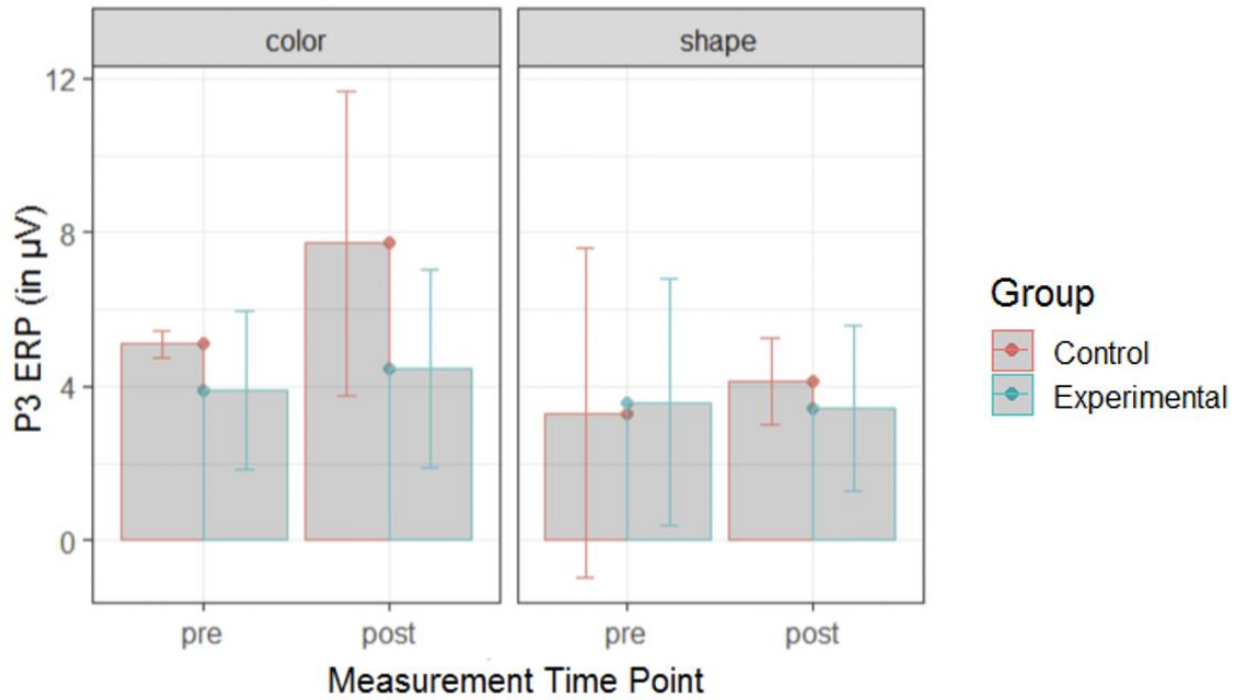 color
shape
12
8
4
0
P3 ERP (in µV)
pre
post
pre
post
Measurement Time Point
Group
Control
Experimental